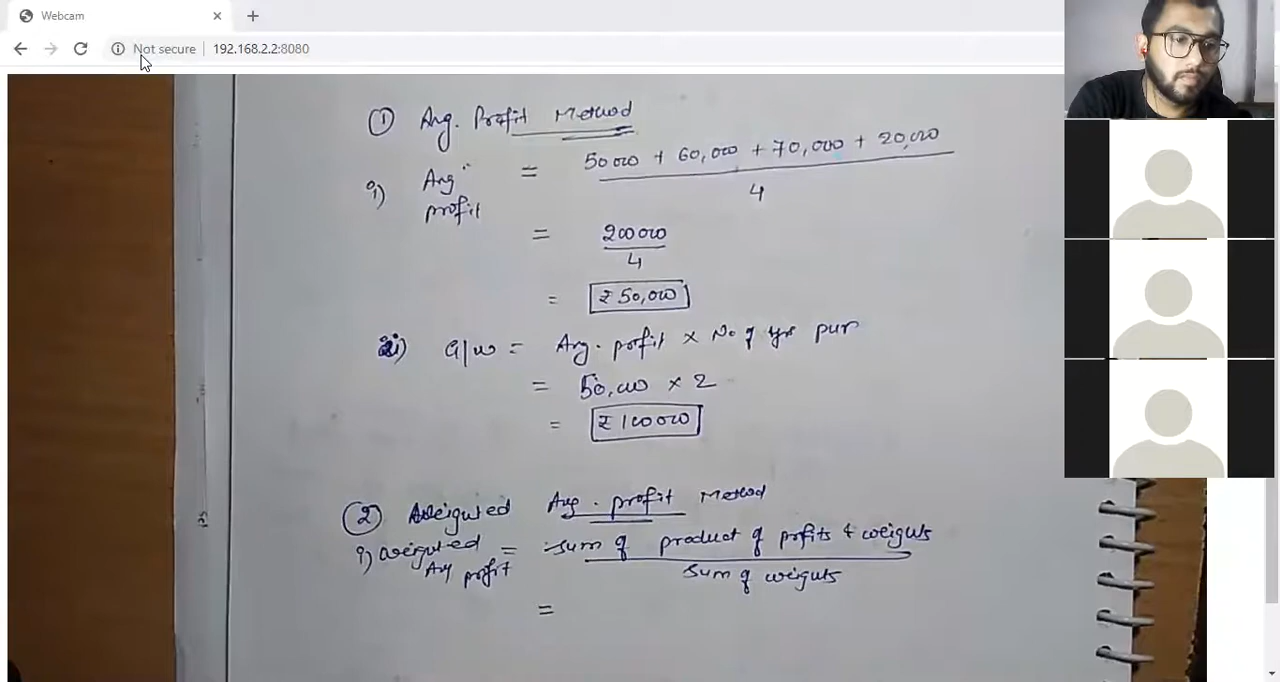 Webcam
Not secure 192.168.2.2:8080
① Avg. Profit Method
i) Avg. profit = 50000 + 60,000 + 70,000 + 20,000
4
= 200000
4
= ₹ 50,000
ii) G/w = Avg. profit × No of yrs pur
= 50,000 × 2
= ₹ 100000
② Weighted Avg. profit Method
i) weighted Avg profit = Sum of product of profits & weights
Sum of weights
=